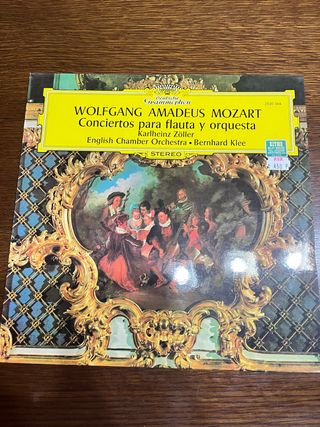 Deutsche
Grammophon
WOLFGANG AMADEUS MOZART
Conciertos para flauta y orquesta
Karlheinz Zöller
English Chamber Orchestra • Bernhard Klee
STEREO